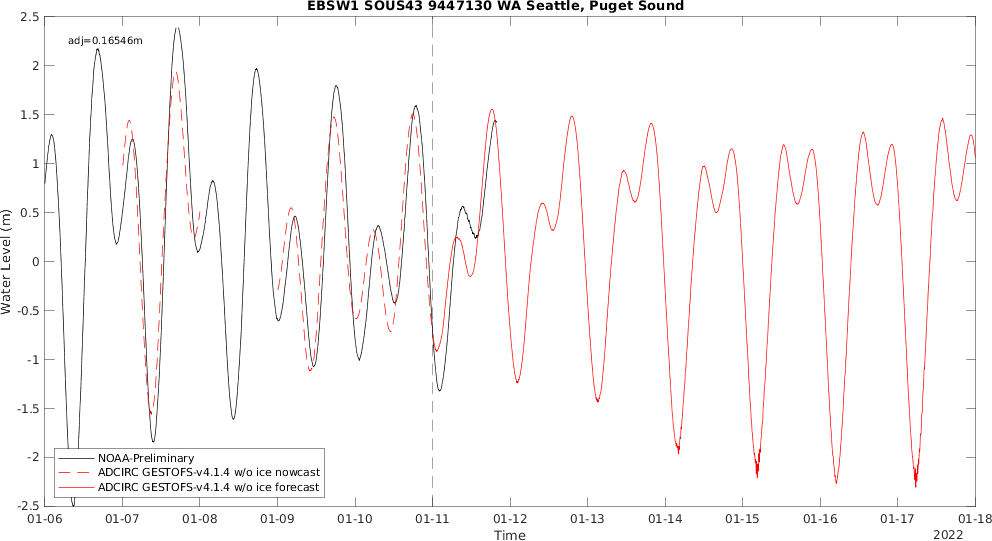 EBSW1 SOUS43 9447130 WA Seattle, Puget Sound
adj=0.16546m
2.5
2
1.5
1
0.5
0
-0.5
-1
-1.5
-2
-2.5
Water Level (m)
NOAA-Preliminary
ADCIRC GESTOFS-v4.1.4 w/o ice nowcast
ADCIRC GESTOFS-v4.1.4 w/o ice forecast
01-06 01-07 01-08 01-09 01-10 01-11 01-12 01-13 01-14 01-15 01-16 01-17 01-18
Time
2022